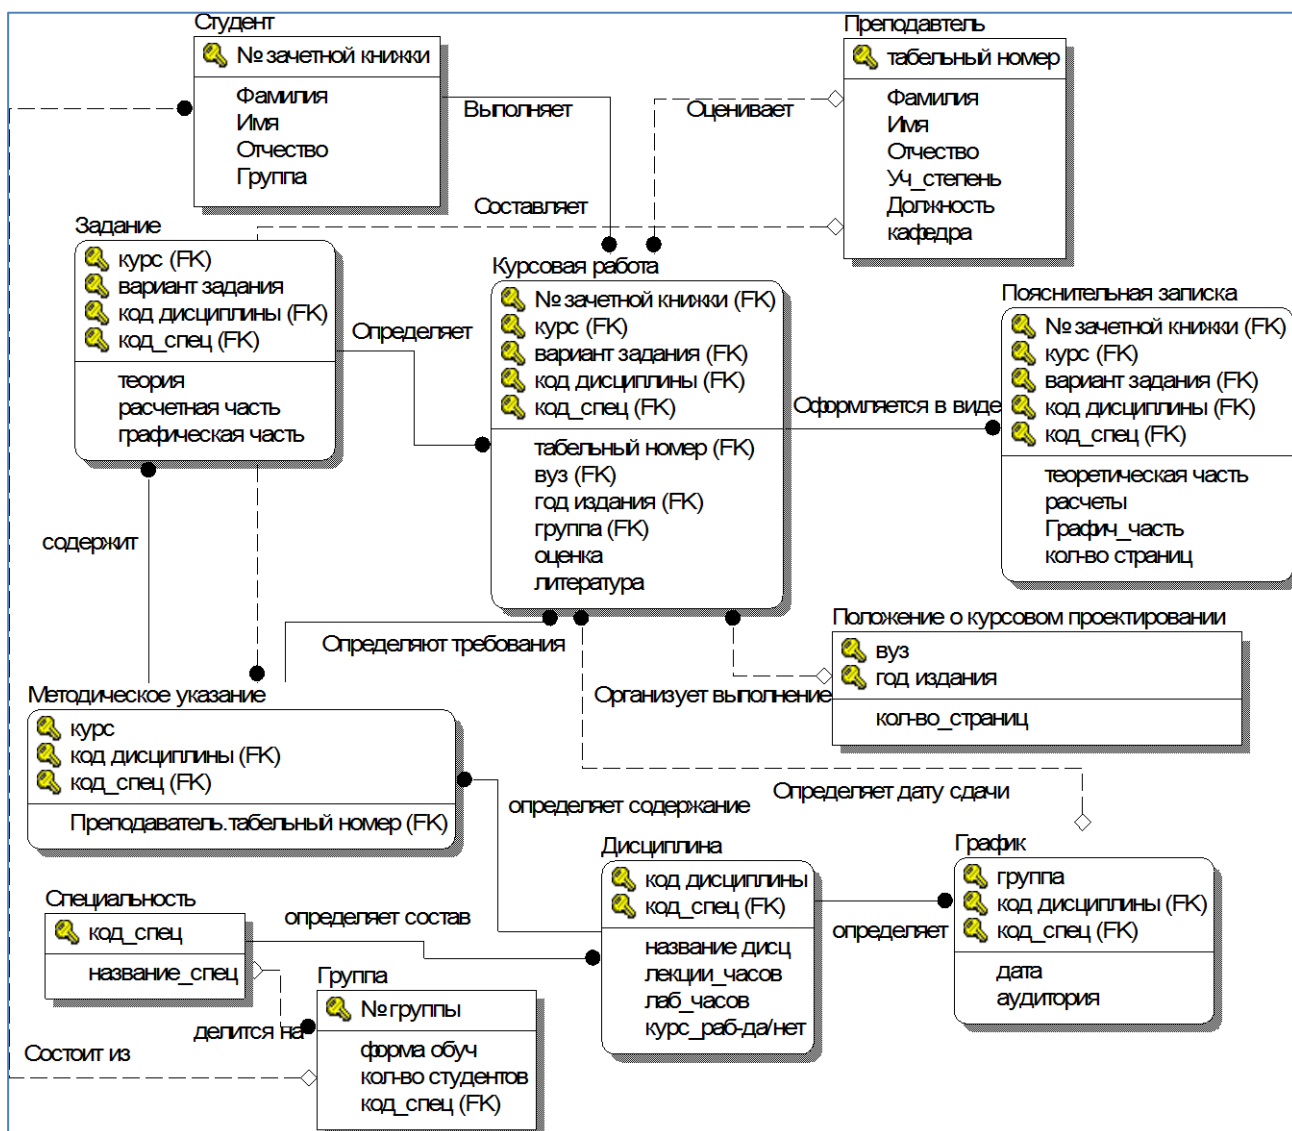 Студент
№ зачетной книжки
Фамилия
Имя
Отчество
Группа
Преподавтель
табельный номер
Фамилия
Имя
Отчество
Уч_степень
Должность
кафедра
Выполняет
Оценивает
Составляет
Задание
курс (FK)
вариант задания
код дисциплины (FK)
код_спец (FK)
теория
расчетная часть
графическая часть
Определяет
Курсовая работа
№ зачетной книжки (FK)
курс (FK)
вариант задания (FK)
код дисциплины (FK)
код_спец (FK)
табельный номер (FK)
вуз (FK)
год издания (FK)
группа (FK)
оценка
литература
Пояснительная записка
№ зачетной книжки (FK)
курс (FK)
вариант задания (FK)
код дисциплины (FK)
код_спец (FK)
теоретическая часть
расчеты
Графич_часть
кол-во страниц
Оформляется в виде
содержит
Определяют требования
Положение о курсовом проектировании
вуз
год издания
кол-во_страниц
Организует выполнение
Методическое указание
курс
код дисциплины (FK)
код_спец (FK)
Преподаватель.табельный номер (FK)
определяет содержание
Определяет дату сдачи
Дисциплина
код дисциплины
код_спец (FK)
название дисц
лекции_часов
лаб_часов
курс_раб-да/нет
определяет
График
группа
код дисциплины (FK)
код_спец (FK)
дата
аудитория
Специальность
код_спец
название_спец
определяет состав
Группа
№ группы
форма обуч
кол-во студентов
код_спец (FK)
делится на
Состоит из